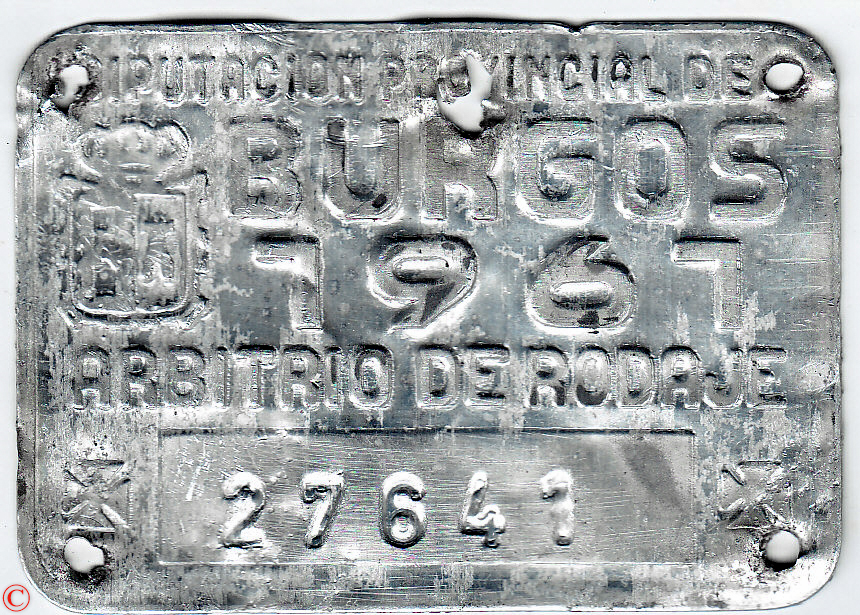 DIPUTACION PROVINCIAL DE
BURGOS
1961
ARBITRIO DE RODAJE
27641
©